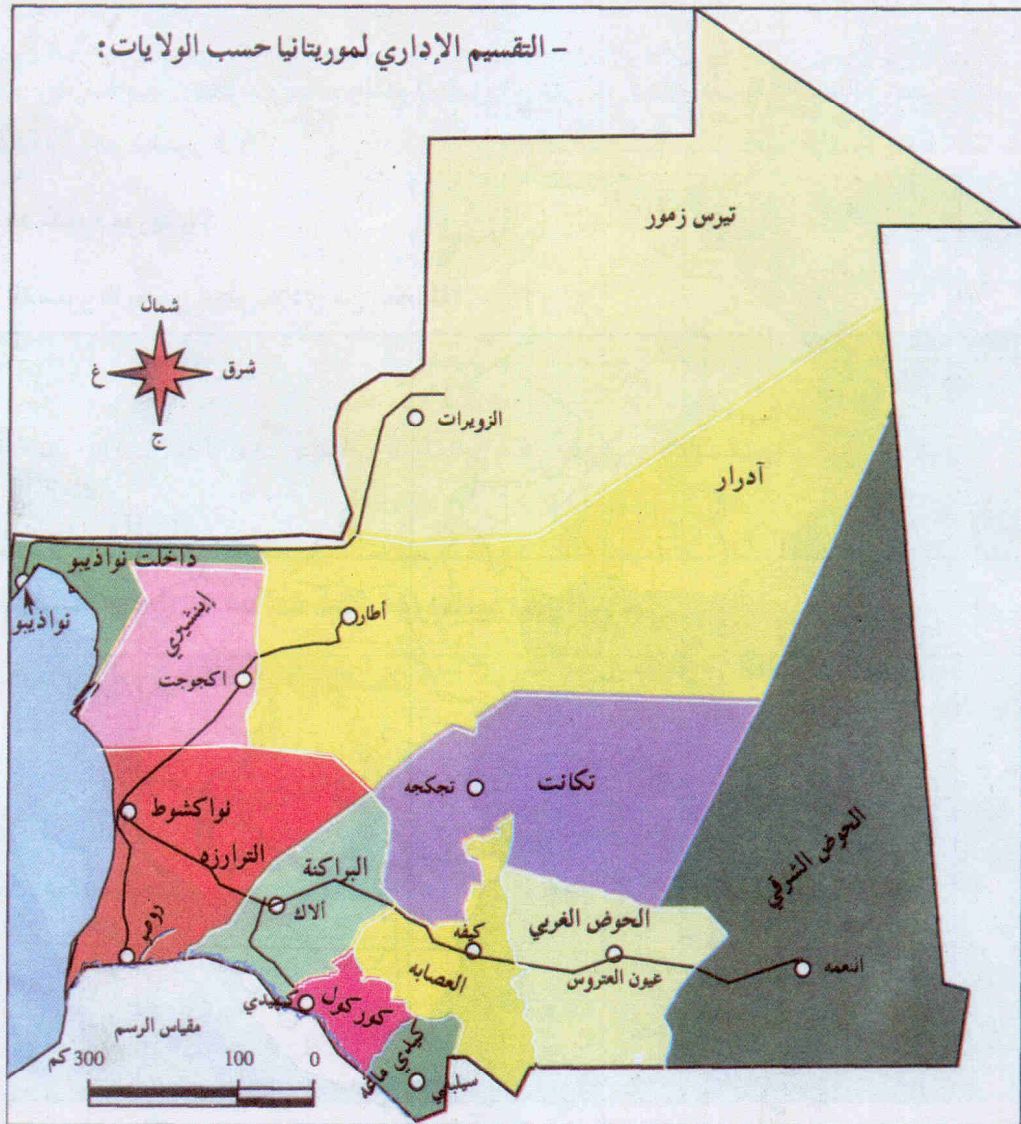 – التقسيم الإداري لموريتانيا حسب الولايات :
تيرس زمور
شمال
شرق
غ
ج
الزويرات
آدرار
داخلت نواذيبو
نواذيبو
إينشيري
أطار
اكجوجت
تكانت
تجكجه
نواكشوط
الترارزه
الحوض الشرقي
البراكنة
ألاك
روصو
الحوض الغربي
كيفه
العصابه
عيون العتروس
النعمه
كيهيدي
كوركول
كيدي ماغه
سيلبابي
مقياس الرسم
0
100
300 كم